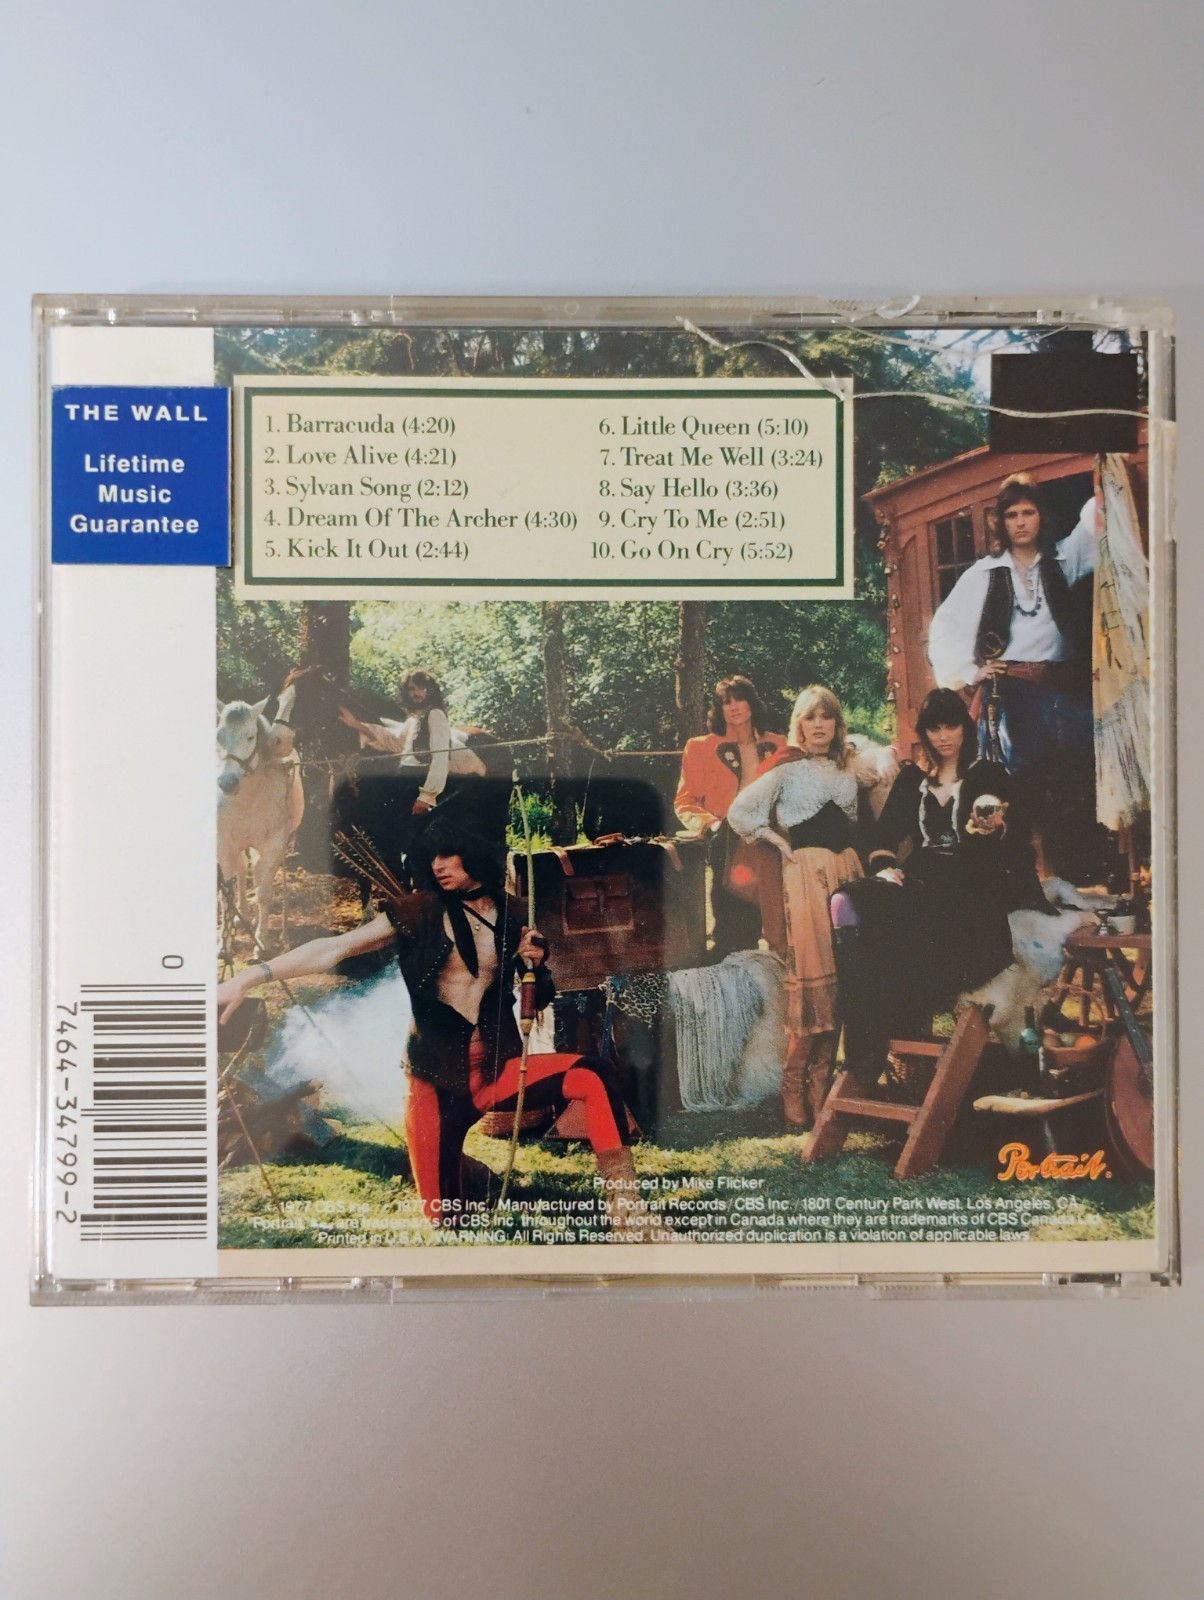 THE WALL
Lifetime
Music
Guarantee
1. Barracuda (4:20)
2. Love Alive (4:21)
3. Sylvan Song (2:12)
4. Dream Of The Archer (4:30)
5. Kick It Out (2:44)
6. Little Queen (5:10)
7. Treat Me Well (3:24)
8. Say Hello (3:36)
9. Cry To Me (2:51)
10. Go On Cry (5:52)
0
7464-34799-2
Portrait.
Produced by Mike Flicker
1977 CBS Inc./ 1977 CBS Inc./Manufactured by Portrait Records/CBS Inc./1801 Century Park West, Los Angeles, CA.
Portrait, are trademarks of CBS Inc. throughout the world except in Canada where they are trademarks of CBS Canada Ltd.
Printed in U.S.A./WARNING: All Rights Reserved. Unauthorized duplication is a violation of applicable laws.